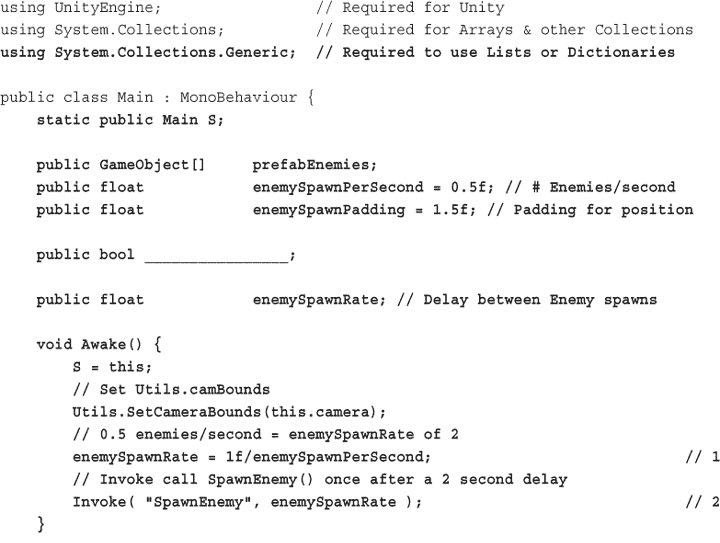 using UnityEngine;                 // Required for Unity
using System.Collections;          // Required for Arrays & other Collections
using System.Collections.Generic;  // Required to use Lists or Dictionaries

public class Main : MonoBehaviour {
    static public Main S;

    public GameObject[]     prefabEnemies;
    public float            enemySpawnPerSecond = 0.5f; // # Enemies/second
    public float            enemySpawnPadding = 1.5f; // Padding for position

    public bool ________________;

    public float            enemySpawnRate; // Delay between Enemy spawns

    void Awake() {
        S = this;
        // Set Utils.camBounds
        Utils.SetCameraBounds(this.camera);
        // 0.5 enemies/second = enemySpawnRate of 2
        enemySpawnRate = 1f/enemySpawnPerSecond;                            // 1
        // Invoke call SpawnEnemy() once after a 2 second delay
        Invoke( "SpawnEnemy", enemySpawnRate );                             // 2
    }